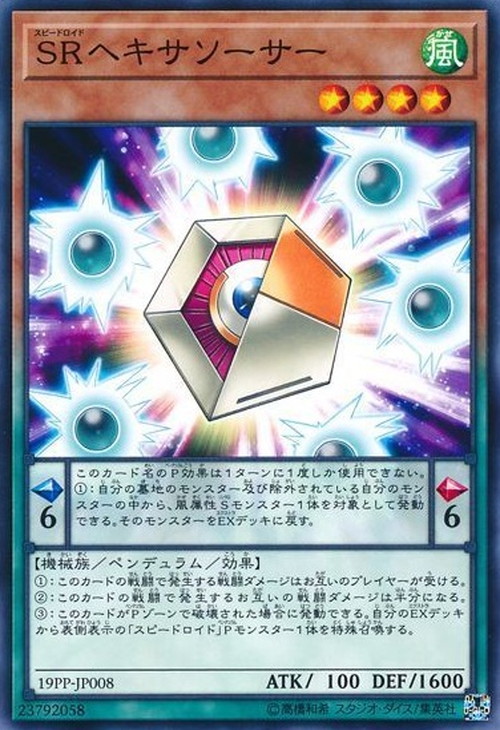 スピードロイド
SRヘキサソーサー
風
6
このカード名のP効果は1ターンに1度しか使用できない。
①:自分の墓地のモンスター及び除外されている自分のモン
スターの中から、風属性Sモンスター1体を対象として発動
できる。そのモンスターをEXデッキに戻す。
6
【機械族/ペンデュラム/効果】
①:このカードの戦闘で発生する戦闘ダメージはお互いのプレイヤーが受ける。
②:このカードの戦闘で発生するお互いの戦闘ダメージは半分になる。
③:このカードがPゾーンで破壊された場合に発動できる。自分のEXデッキ
から表側表示の「スピードロイド」Pモンスター1体を特殊召喚する。
19PP-JP008 ATK/ 100 DEF/1600
23792058 ©高橋和希 スタジオ・ダイス/集英社